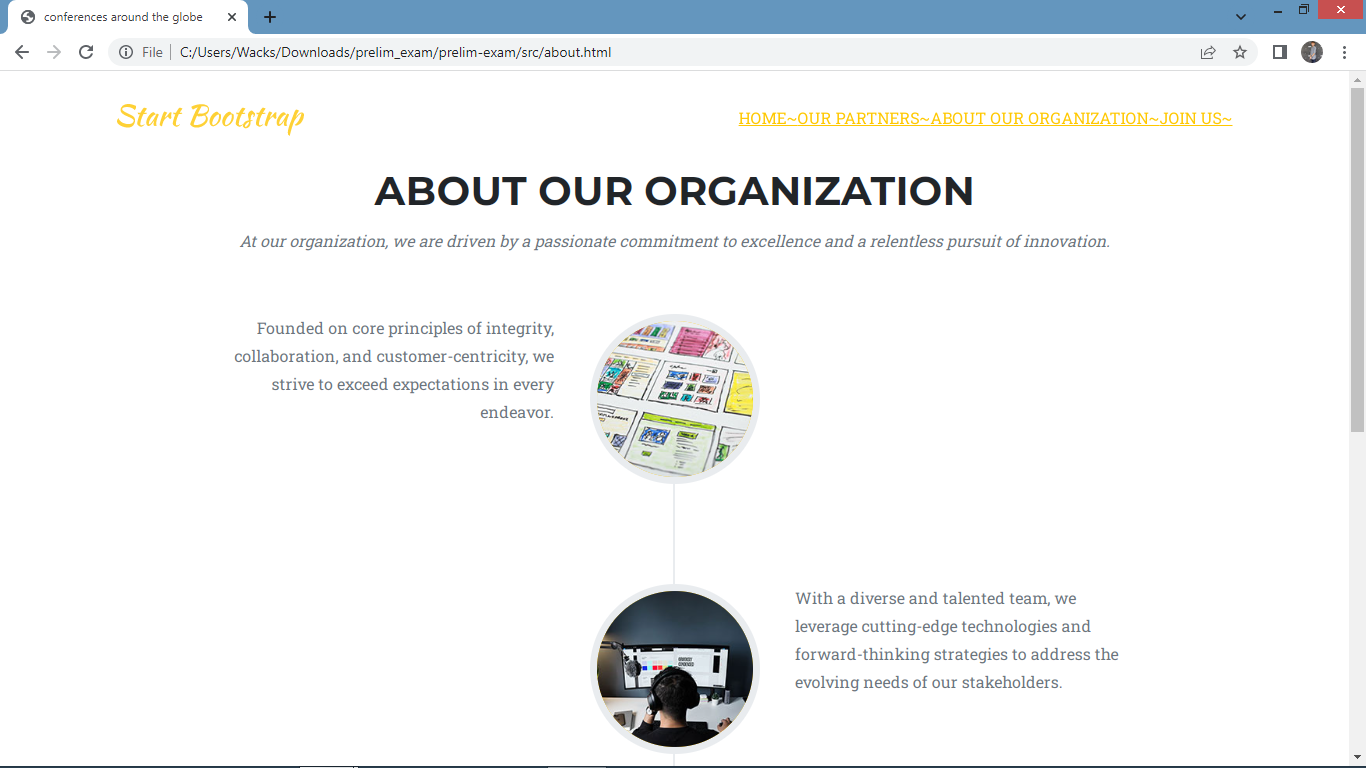 conferences around the globe
File
C:/Users/Wacks/Downloads/prelim_exam/prelim-exam/src/about.html
Start Bootstrap
HOME~OUR PARTNERS~ABOUT OUR ORGANIZATION~JOIN US~
ABOUT OUR ORGANIZATION
At our organization, we are driven by a passionate commitment to excellence and a relentless pursuit of innovation.
Founded on core principles of integrity,
collaboration, and customer-centricity, we
strive to exceed expectations in every
endeavor.
With a diverse and talented team, we
leverage cutting-edge technologies and
forward-thinking strategies to address the
evolving needs of our stakeholders.